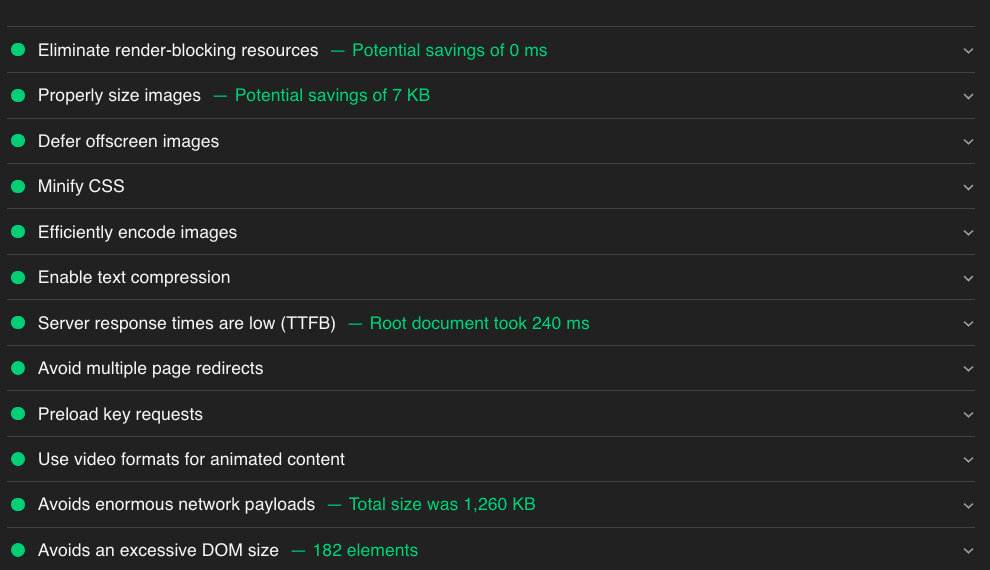 Eliminate render-blocking resources — Potential savings of 0 ms
Properly size images — Potential savings of 7 KB
Defer offscreen images
Minify CSS
Efficiently encode images
Enable text compression
Server response times are low (TTFB) — Root document took 240 ms
Avoid multiple page redirects
Preload key requests
Use video formats for animated content
Avoids enormous network payloads — Total size was 1,260 KB
Avoids an excessive DOM size — 182 elements